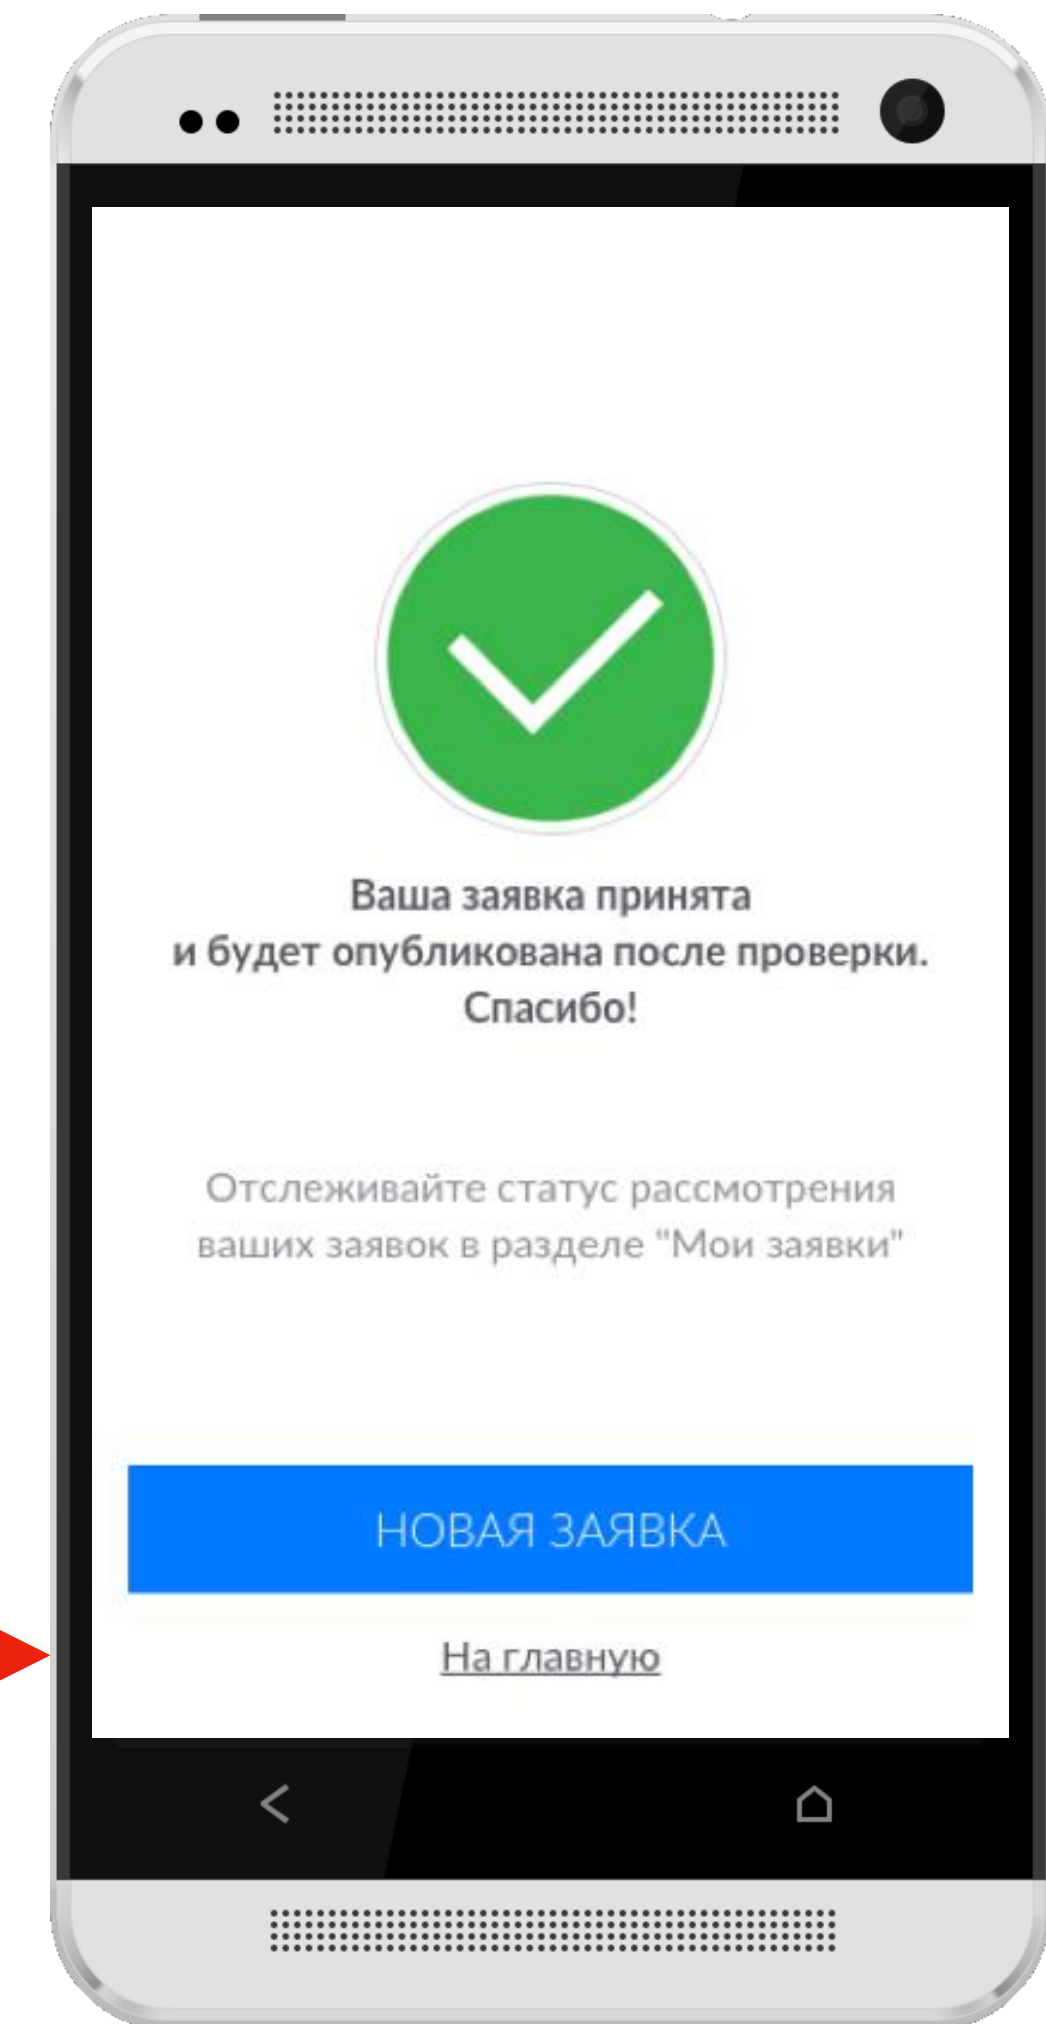 Ваша заявка принята
и будет опубликована после проверки.
Спасибо!
Отслеживайте статус рассмотрения
ваших заявок в разделе "Мои заявки"
НОВАЯ ЗАЯВКА
На главную